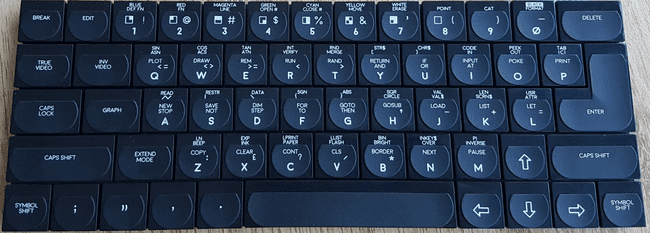 BREAK
EDIT
BLUE
DEF FN
! 1
RED
FN
@ 2
MAGENTA
LINE
# 3
GREEN
OPEN #
$ 4
CYAN
CLOSE #
% 5
YELLOW
MOVE
& 6
WHITE
ERASE
' 7
POINT
( 8
CAT
) 9
_ Ø
DELETE
TRUE
VIDEO
INV
VIDEO
SIN
ASN
PLOT <=
Q
COS
ACS
DRAW <>
W
TAN
ATN
REM >=
E
INT
VERIFY
RUN <
R
RND
MERGE
RAND >
T
[STR$
RETURN
AND
Y
CHR$ ]
IF
OR
U
CODE
IN
INPUT
AT
I
PEEK
OUT
POKE ;
O
TAB
PRINT "
P
CAPS
LOCK
GRAPH
READ
NEW
STOP
A
RESTR
SAVE
NOT
S
DATA
DIM
STEP
D
SGN
FOR
TO
F
ABS
GOTO
THEN
G
SQR
CIRCLE
GOSUB ↑
H
VAL
VAL$
LOAD -
J
LEN
SCRN$
LIST +
K
USR
ATTR
LET =
L
ENTER
CAPS SHIFT
EXTEND
MODE
LN
BEEP
COPY :
Z
EXP
INK
CLEAR £
X
LPRINT
PAPER
CONT ?
C
LLIST
FLASH
CLS /
V
BIN
BRIGHT
BORDER *
B
INKEY$
OVER
NEXT ,
N
PI
INVERSE
PAUSE .
M
⇧
CAPS SHIFT
SYMBOL
SHIFT
;
"
,
.
⇦
⇩
⇨
SYMBOL
SHIFT